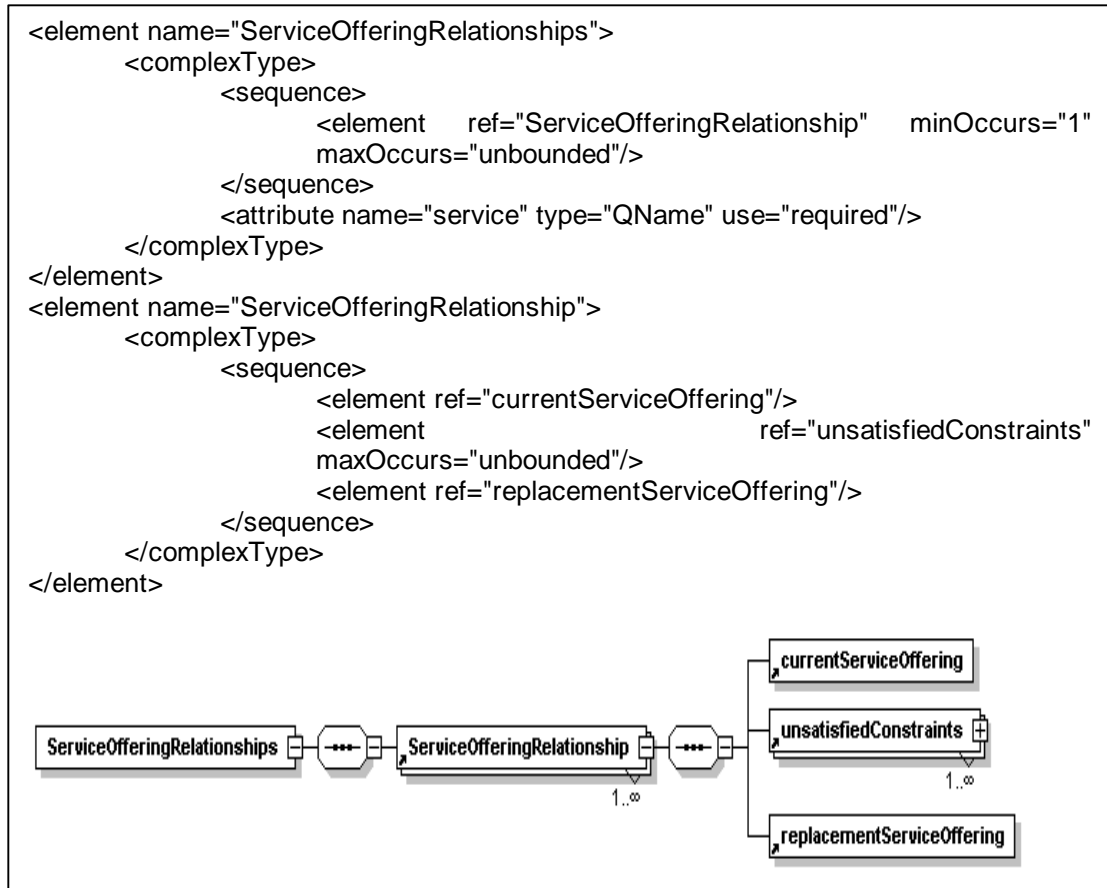 <element name="ServiceOfferingRelationships">
<complexType>
<sequence>
<element ref="ServiceOfferingRelationship" minOccurs="1"
maxOccurs="unbounded"/>
</sequence>
<attribute name="service" type="QName" use="required"/>
</complexType>
</element>
<element name="ServiceOfferingRelationship">
<complexType>
<sequence>
<element ref="currentServiceOffering"/>
<element ref="unsatisfiedConstraints"
maxOccurs="unbounded"/>
<element ref="replacementServiceOffering"/>
</sequence>
</complexType>
</element>
currentServiceOffering
ServiceOfferingRelationships
ServiceOfferingRelationship
1..∞
unsatisfiedConstraints
1..∞
replacementServiceOffering